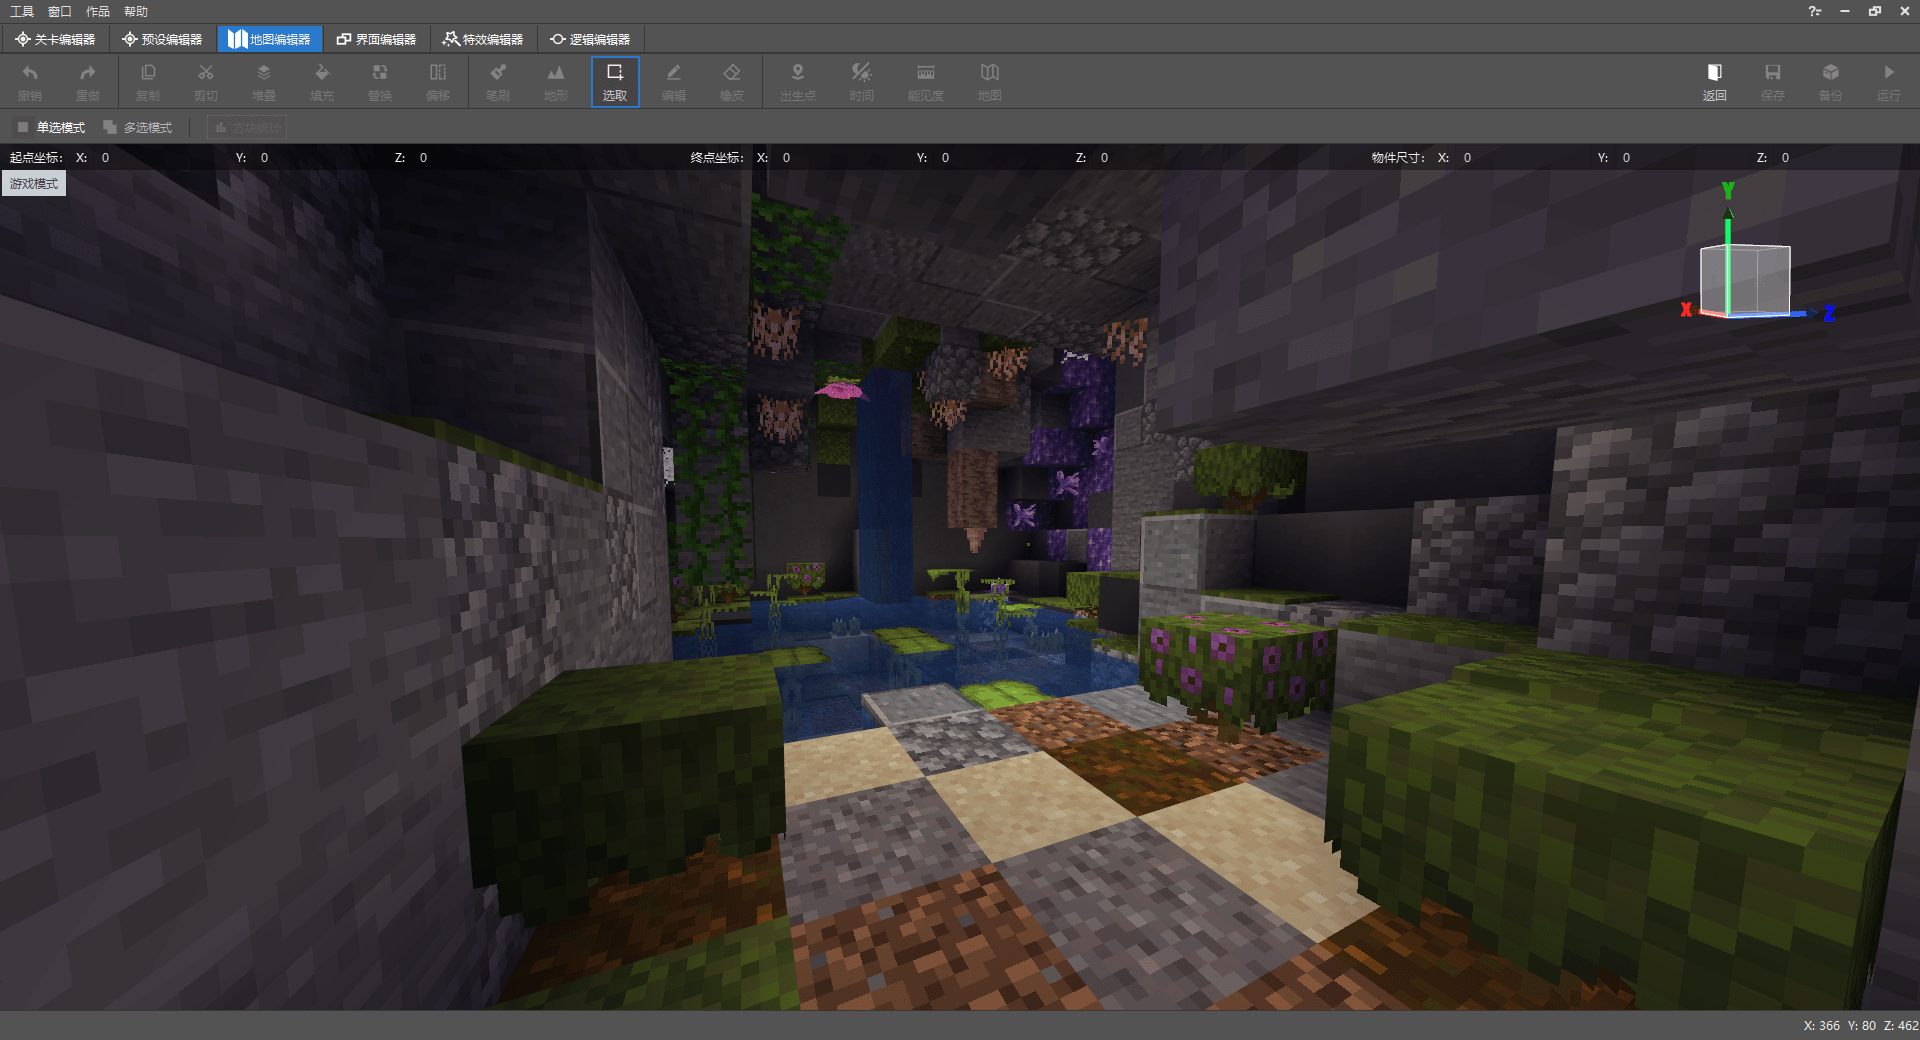 工具 窗口 作品 帮助
关卡编辑器 预设编辑器 地图编辑器 界面编辑器 特效编辑器 逻辑编辑器
撤销 重做 复制 剪切 堆叠 填充 替换 偏移 笔刷 地形 选取 编辑 橡皮 出生点 时间 能见度 地图 返回 保存 备份 运行
单选模式 多选模式 方块统计
起点坐标: X: 0 Y: 0 Z: 0 终点坐标: X: 0 Y: 0 Z: 0 物件尺寸: X: 0 Y: 0 Z: 0
游戏模式
Y
X Z
X: 366 Y: 80 Z: 462